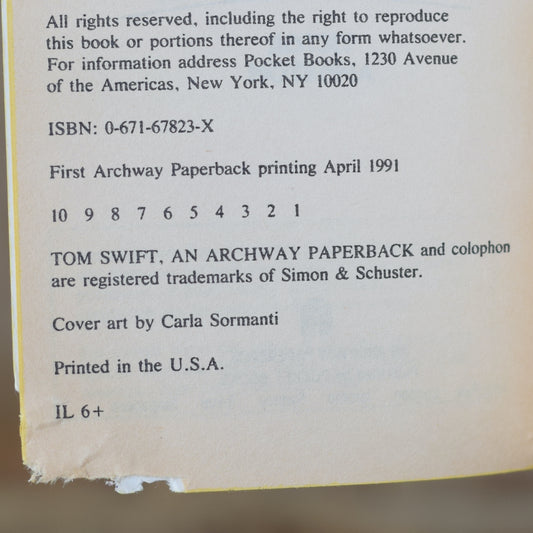 All rights reserved, including the right to reproduce
this book or portions thereof in any form whatsoever.
For information address Pocket Books, 1230 Avenue
of the Americas, New York, NY 10020
ISBN: 0-671-67823-X
First Archway Paperback printing April 1991
10 9 8 7 6 5 4 3 2 1
TOM SWIFT, AN ARCHWAY PAPERBACK and colophon
are registered trademarks of Simon & Schuster.
Cover art by Carla Sormanti
Printed in the U.S.A.
IL 6+